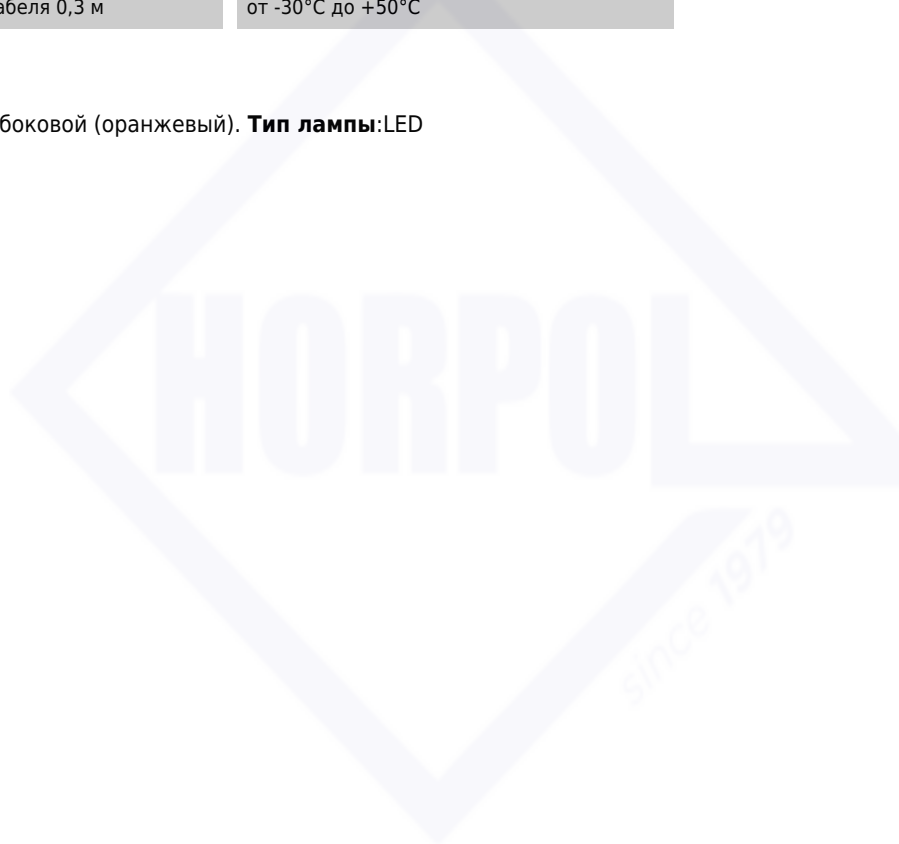 абеля 0,3 м
от -30°C до +50°C
боковой (оранжевый). Тип лампы:LED
HORPOL
since 1979